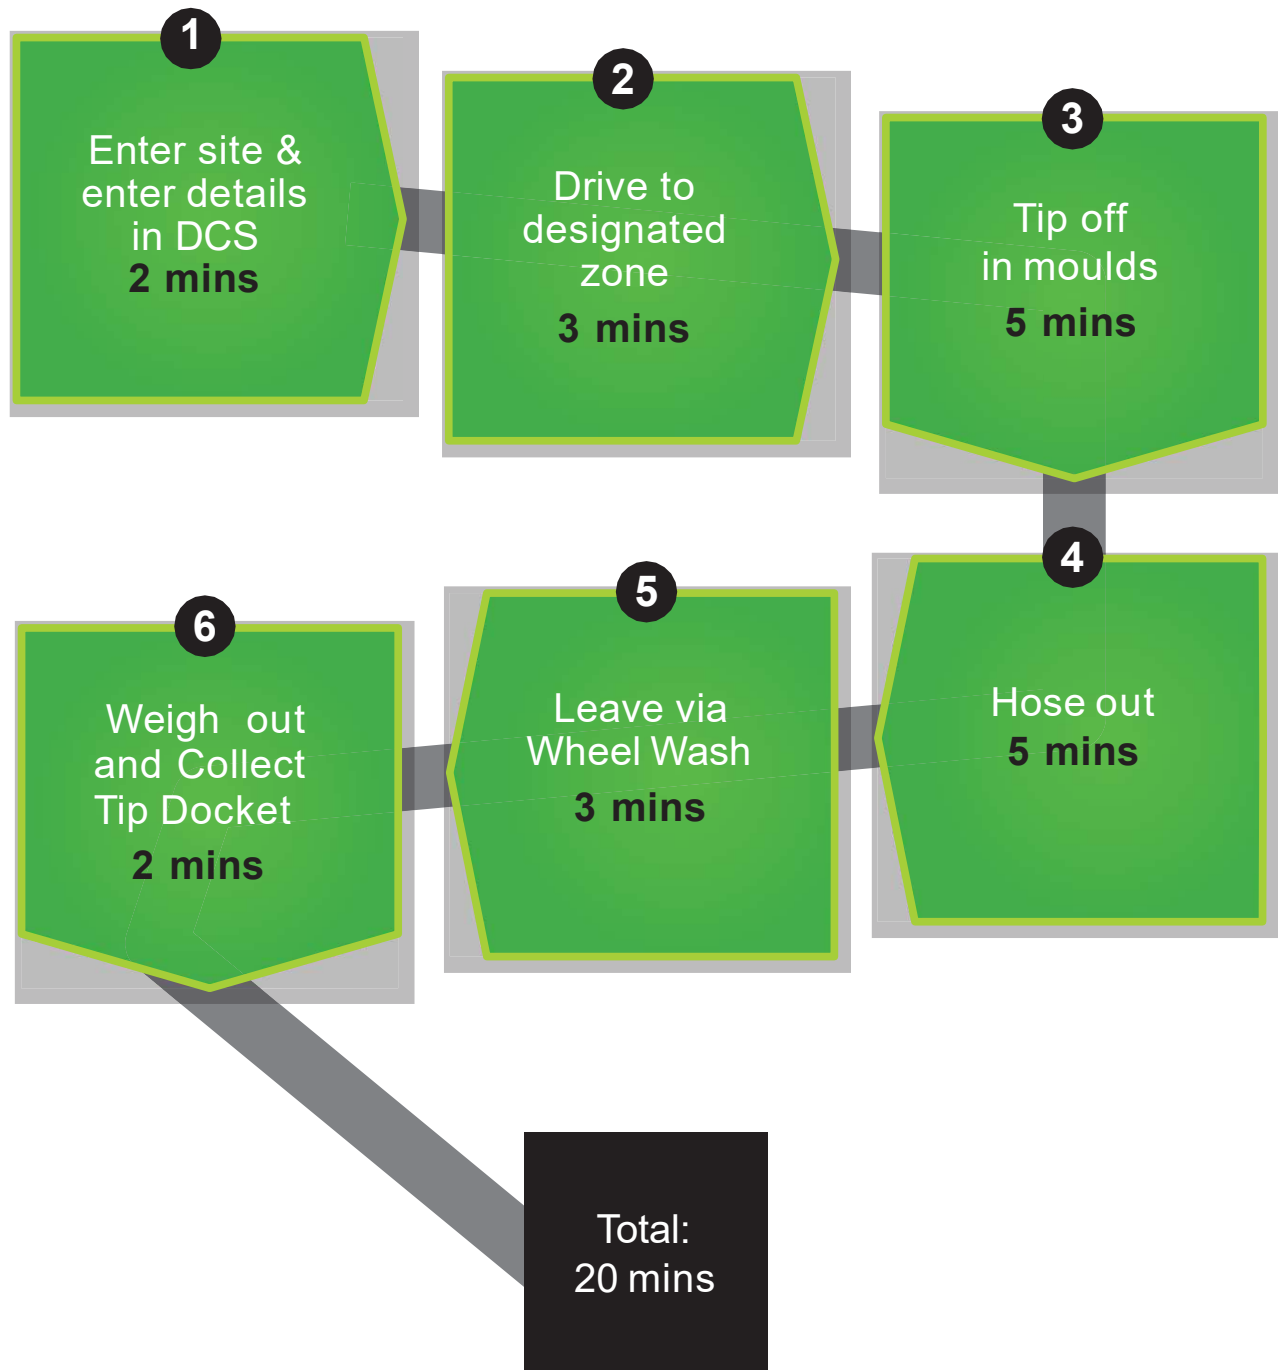 1
Enter site &
enter details
in DCS
2 mins
2
Drive to
designated
zone
3 mins
3
Tip off
in moulds
5 mins
4
Hose out
5 mins
5
Leave via
Wheel Wash
3 mins
6
Weigh out
and Collect
Tip Docket
2 mins
Total:
20 mins